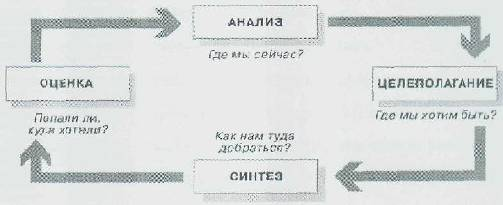 АНАЛИЗ
Где мы сейчас?
ЦЕЛЕПОЛАГАНИЕ
Где мы хотим быть?
Как нам туда
добраться?
СИНТЕЗ
ОЦЕНКА
Попали ли,
куда хотели?